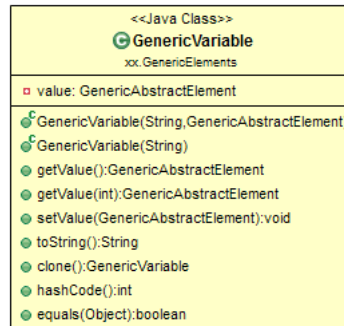 <<Java Class>>
GenericVariable
xx.GenericElements
value: GenericAbstractElement
GenericVariable(String,GenericAbstractElement
GenericVariable(String)
getValue():GenericAbstractElement
getValue(int):GenericAbstractElement
setValue(GenericAbstractElement):void
toString():String
clone():GenericVariable
hashCode():int
equals(Object):boolean